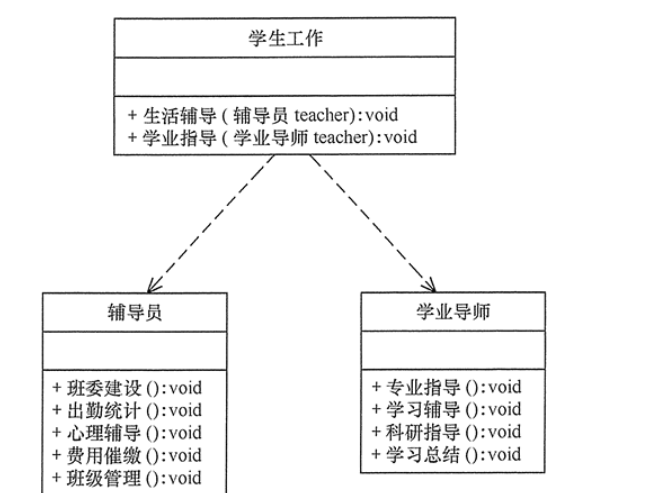 学生工作
+ 生活辅导 ( 辅导员 teacher):void
+ 学业指导 ( 学业导师 teacher):void
辅导员
+ 班委建设 ():void
+ 出勤统计 ():void
+ 心理辅导 ():void
+ 费用催缴 ():void
+ 班级管理 ():void
学业导师
+ 专业指导 ():void
+ 学习辅导 ():void
+ 科研指导 ():void
+ 学习总结 ():void